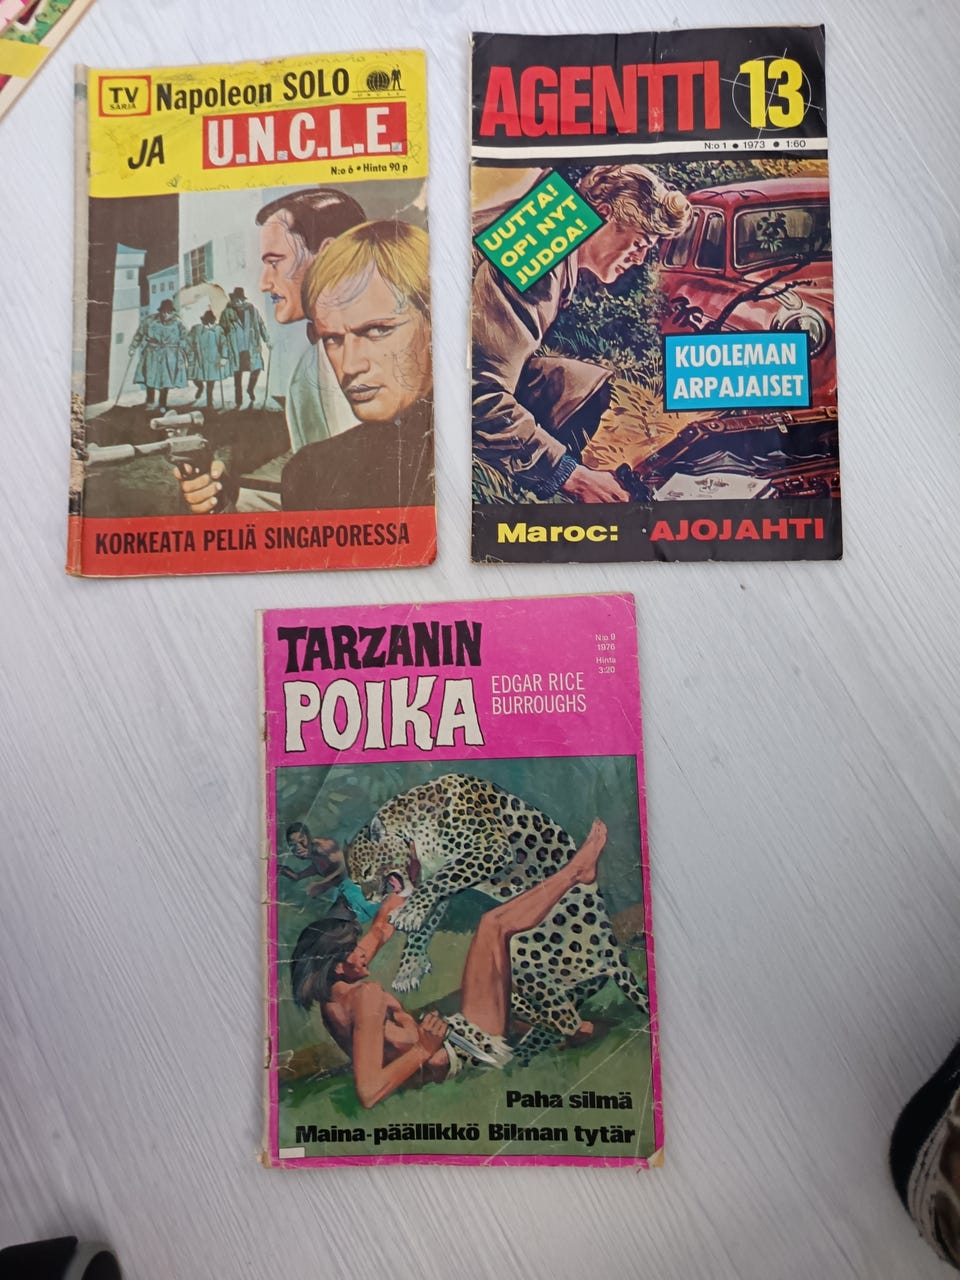 TV
SARJA
Napoleon SOLO
U.N.C.L.E.
JA
U.N.C.L.E.
N:o 6 • Hinta 90 p
KORKEATA PELIÄ SINGAPORESSA
AGENTTI 13
N:o 1 • 1973 • 1:60
UUTTA!
OPI NYT
JUDOA!
KUOLEMAN
ARPAJAISET
Maroc: AJOJAHTI
TARZANIN
POIKA
EDGAR RICE
BURROUGHS
N:o 9
1976
Hinta
3:20
Paha silmä
Maina-päällikkö Bilman tytär